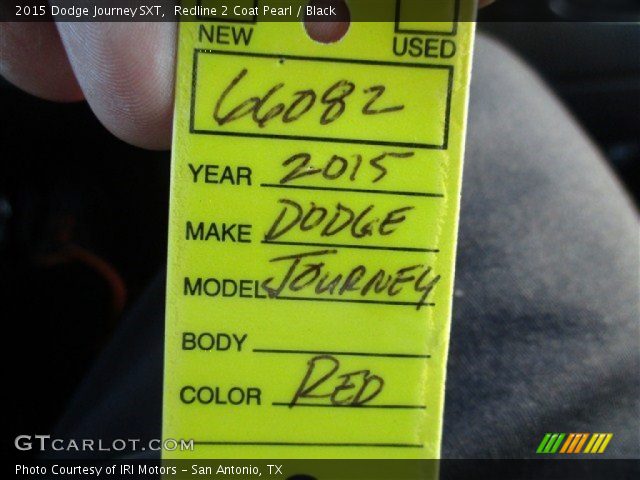 2015 Dodge Journey SXT,  Redline 2 Coat Pearl / Black
NEW
USED
66082
YEAR 2015
MAKE DODGE
MODEL JOURNEY
BODY
COLOR RED
GTCARLOT.COM
Photo Courtesy of IRI Motors - San Antonio, TX